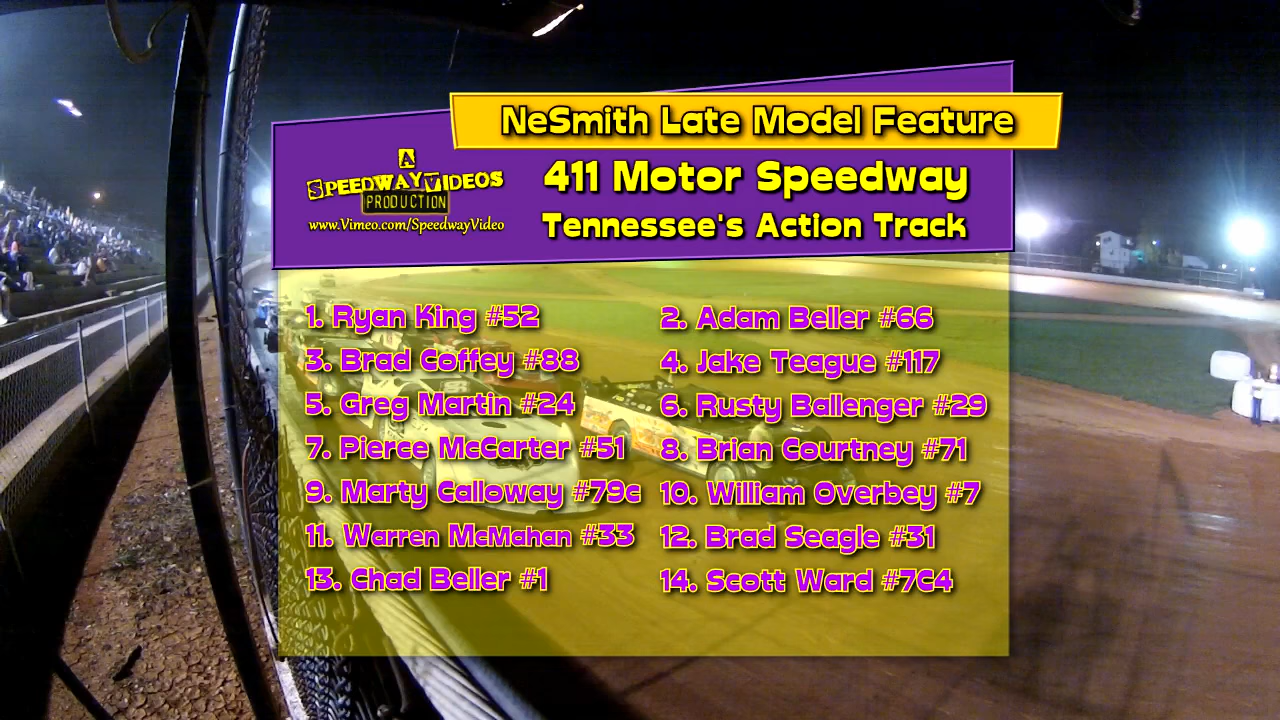 NeSmith Late Model Feature
A
SPEEDWAY VIDEOS
PRODUCTION
www.Vimeo.com/SpeedwayVideo
411 Motor Speedway
Tennessee's Action Track
1. Ryan King #52
2. Adam Beller #66
3. Brad Coffey #88
4. Jake Teague #117
5. Greg Martin #24
6. Rusty Ballenger #29
7. Pierce McCarter #51
8. Brian Courtney #71
9. Marty Calloway #79c
10. William Overbey #7
11. Warren McMahan #33
12. Brad Seagle #31
13. Chad Beller #1
14. Scott Ward #7C4